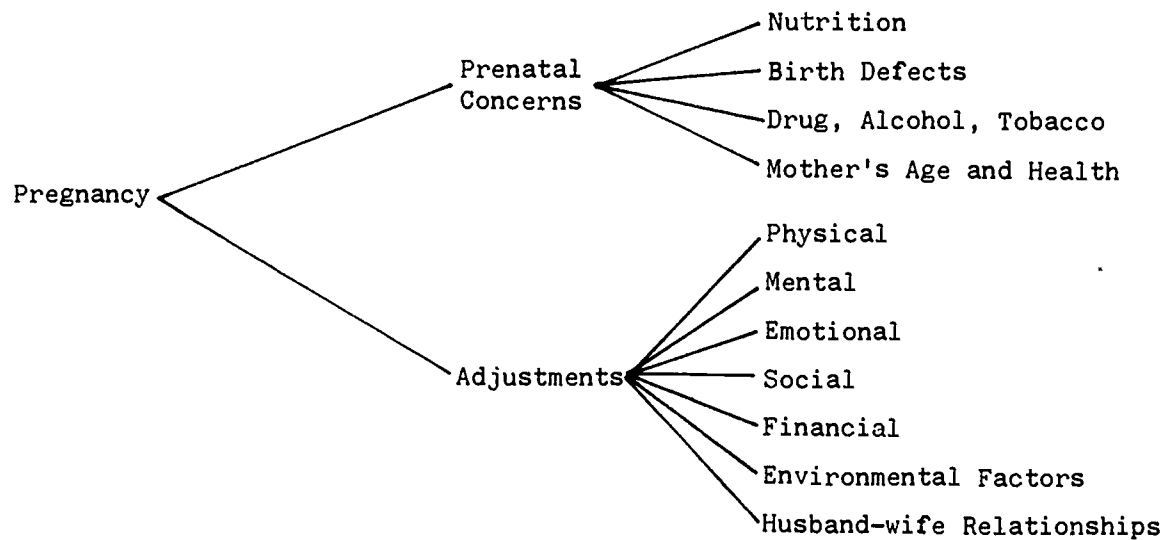 Nutrition
Prenatal
Concerns
Birth Defects
Drug, Alcohol, Tobacco
Mother's Age and Health
Pregnancy
Physical
Mental
Emotional
Adjustments
Social
Financial
Environmental Factors
Husband-wife Relationships